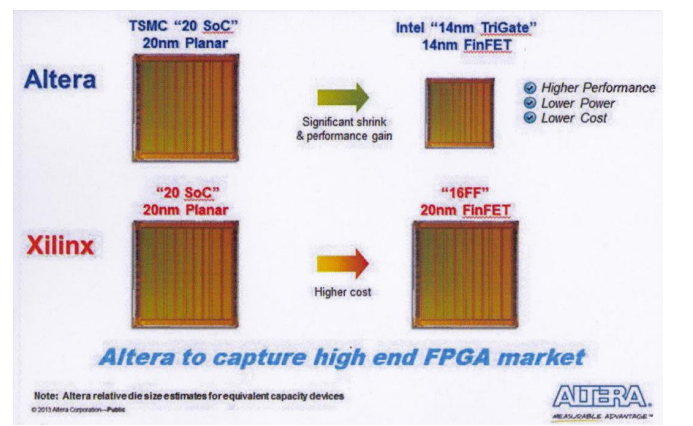 TSMC "20 SoC"
20nm Planar
Intel "14nm TriGate"
14nm FinFET
Altera
Significant shrink
& performance gain
Higher Performance
Lower Power
Lower Cost
"20 SoC"
20nm Planar
"16FF"
20nm FinFET
Xilinx
Higher cost
Altera to capture high end FPGA market
Note: Altera relative die size estimates for equivalent capacity devices
© 2013 Altera Corporation—Public
ALTERA.
MEASURABLE ADVANTAGE™